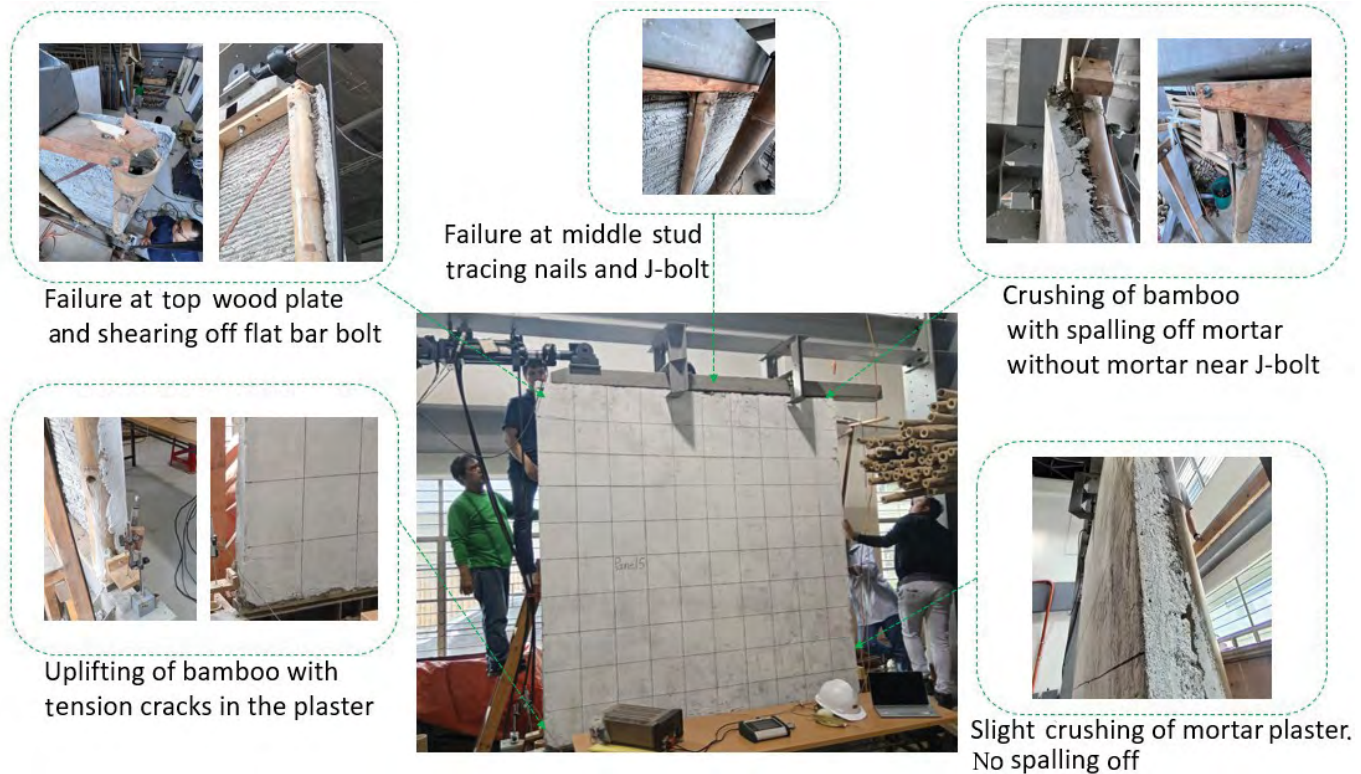 Failure at middle stud
tracing nails and J-bolt
Failure at top wood plate
and shearing off flat bar bolt
Crushing of bamboo
with spalling off mortar
without mortar near J-bolt
Panel 5
Uplifting of bamboo with
tension cracks in the plaster
Slight crushing of mortar plaster.
No spalling off